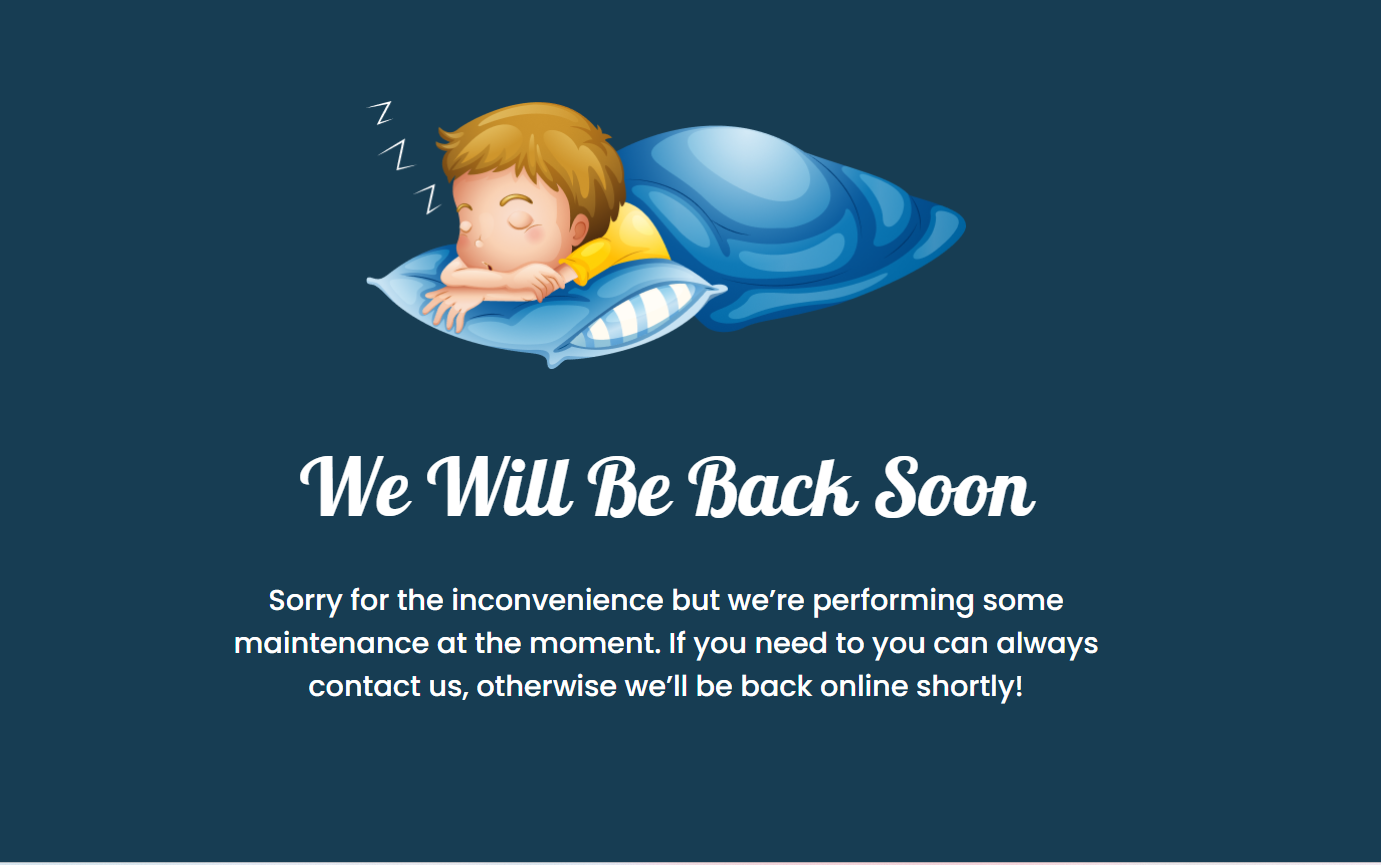 z
z
z
We Will Be Back Soon
Sorry for the inconvenience but we’re performing some
maintenance at the moment. If you need to you can always
contact us, otherwise we’ll be back online shortly!